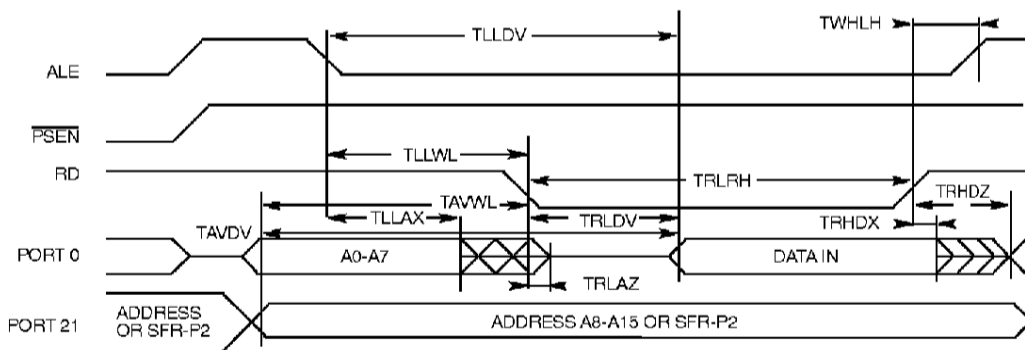 TLLDV
TWHLH
ALE
PSEN
TLLWL
RD
TRLRH
TAVWL
TRHDZ
TLLAX
TRLDV
TRHDX
TAVDV
PORT 0
A0-A7
DATA IN
TRLAZ
ADDRESS
OR SFR-P2
ADDRESS A8-A15 OR SFR-P2
PORT 21